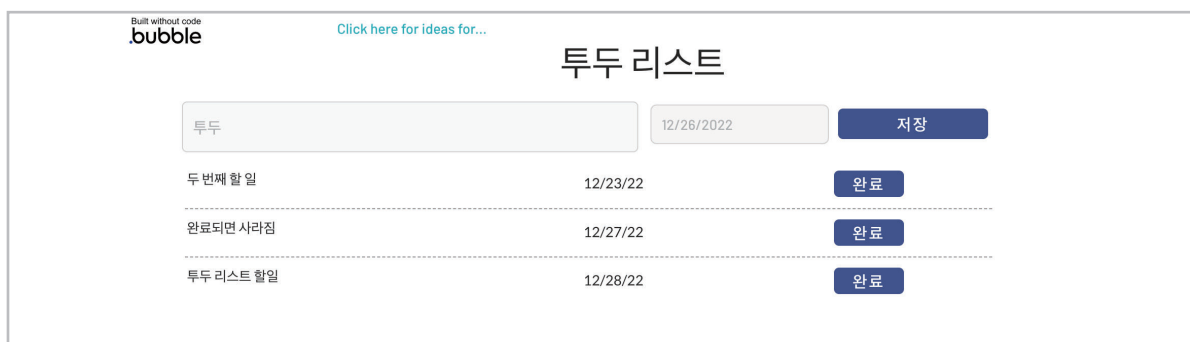 Built without code
.bubble
Click here for ideas for...
투두 리스트
투두
12/26/2022
저장
두 번째 할 일
12/23/22
완료
완료되면 사라짐
12/27/22
완료
투두 리스트 할일
12/28/22
완료